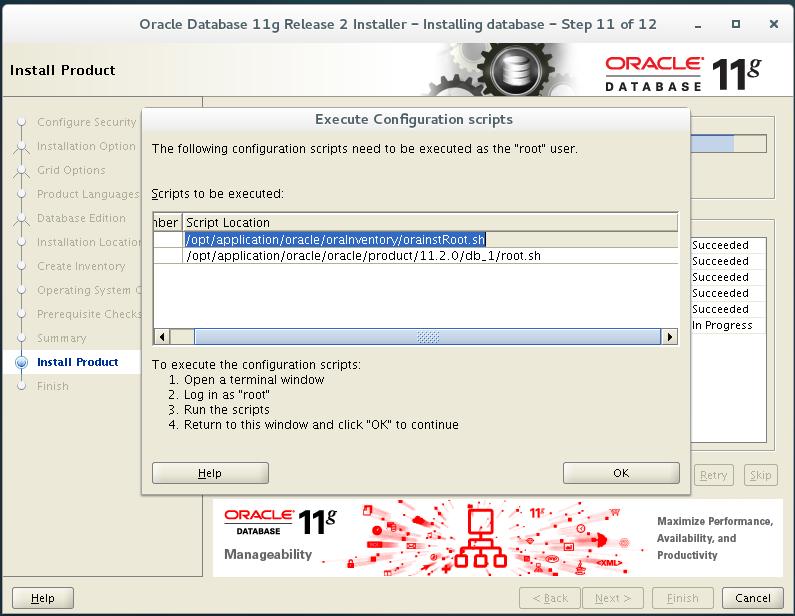 Oracle Database 11g Release 2 Installer - Installing database - Step 11 of 12
Install Product
ORACLE
DATABASE
11g
Configure Security
Installation Option
Grid Options
Product Languages
Database Edition
Installation Location
Create Inventory
Operating System
Prerequisite Checks
Summary
Install Product
Finish
Execute Configuration scripts
The following configuration scripts need to be executed as the "root" user.
Scripts to be executed:
nber
Script Location
/opt/application/oracle/oraInventory/orainstRoot.sh
/opt/application/oracle/oracle/product/11.2.0/db_1/root.sh
To execute the configuration scripts:
1. Open a terminal window
2. Log in as "root"
3. Run the scripts
4. Return to this window and click "OK" to continue
Help
OK
Succeeded
Succeeded
Succeeded
Succeeded
Succeeded
In Progress
Retry
Skip
ORACLE
DATABASE
11g
Manageability
11g
<XML>
Maximize Performance,
Availability, and
Productivity
Help
< Back
Next >
Finish
Cancel